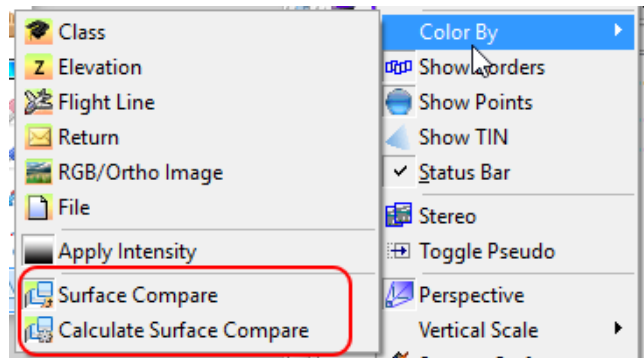 Class
Elevation
Flight Line
Return
RGB/Ortho Image
File
Apply Intensity
Surface Compare
Calculate Surface Compare
Color By
Show Borders
Show Points
Show TIN
Status Bar
Stereo
Toggle Pseudo
Perspective
Vertical Scale